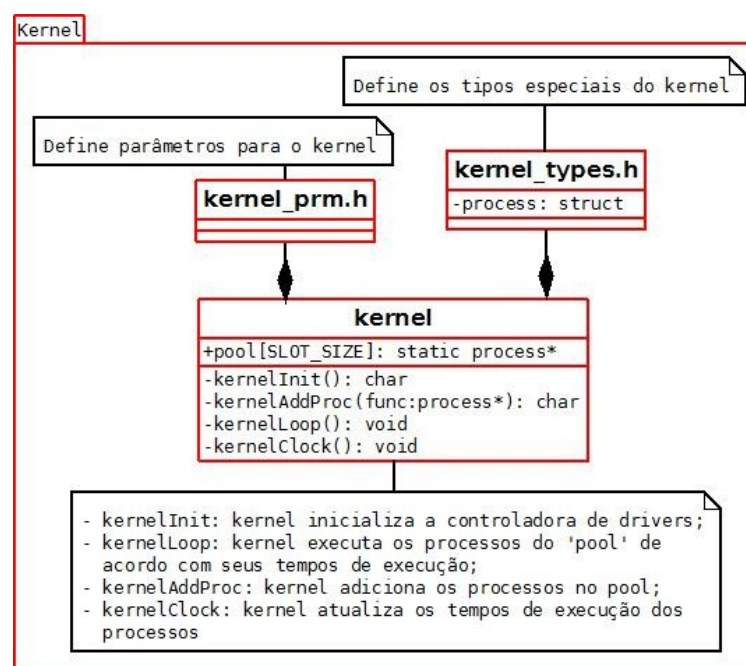 Kernel
Define os tipos especiais do kernel
Define parâmetros para o kernel
kernel_types.h
-process: struct
kernel_prm.h
kernel
+pool[SLOT_SIZE]: static process*
-kernelInit(): char
-kernelAddProc(func:process*): char
-kernelLoop(): void
-kernelClock(): void
- kernelInit: kernel inicializa a controladora de drivers;
- kernelLoop: kernel executa os processos do 'pool' de
acordo com seus tempos de execução;
- kernelAddProc: kernel adiciona os processos no pool;
- kernelClock: kernel atualiza os tempos de execução dos
processos